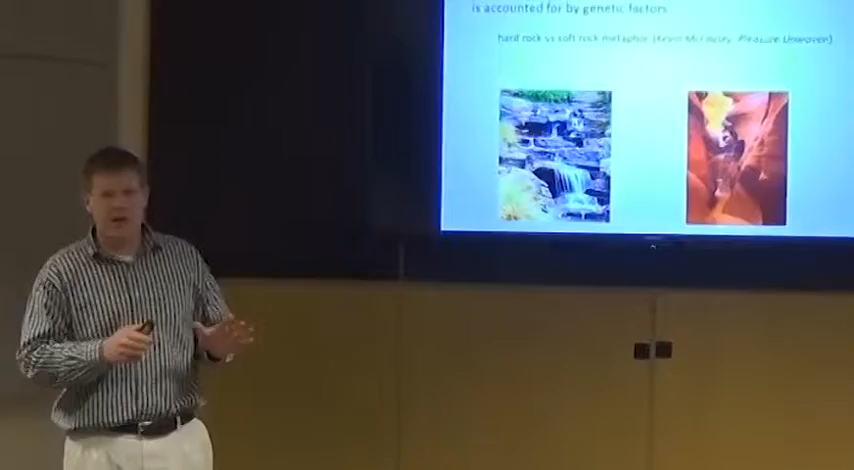 is accounted for by genetic factors.
hard rock vs soft rock metaphor (Kevin McCauley, Pleasure Unwoven)